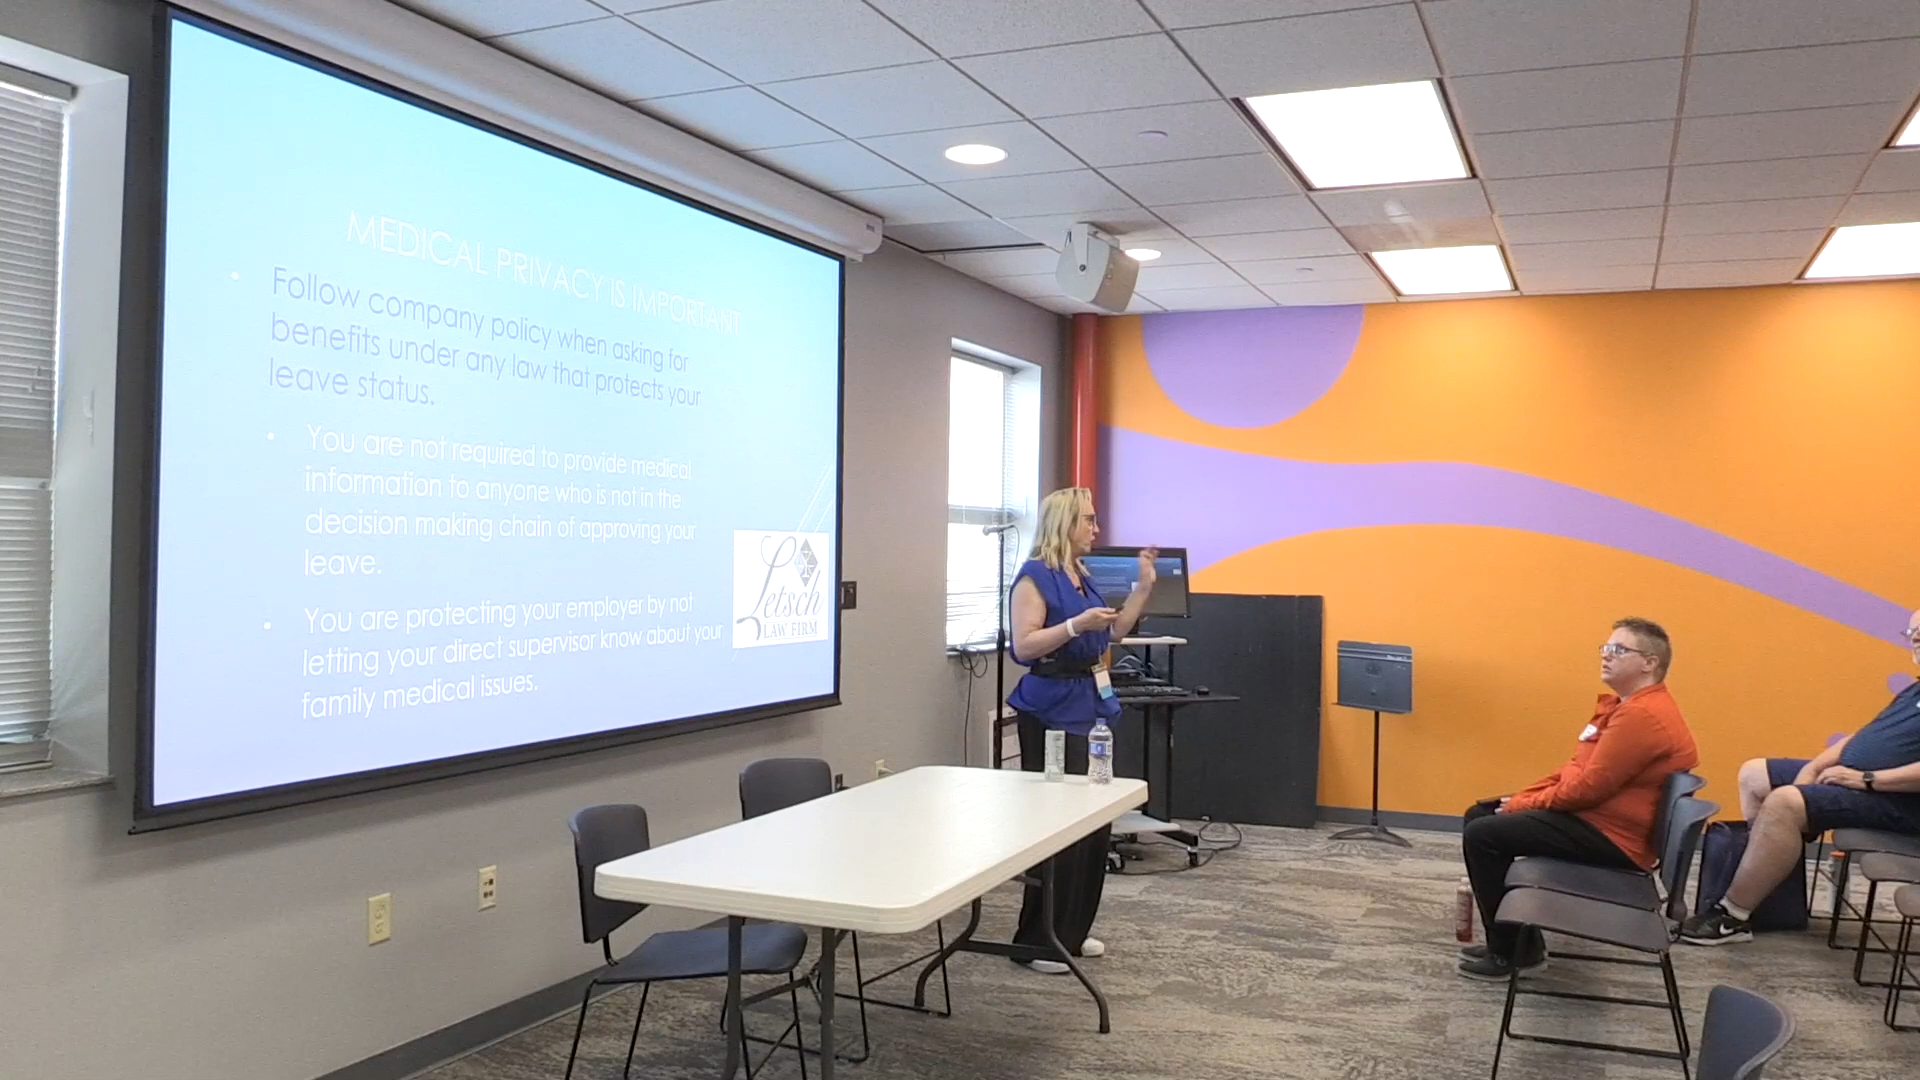 MEDICAL PRIVACY IS IMPORTANT
• Follow company policy when asking for
benefits under any law that protects your
leave status.
• You are not required to provide medical
information to anyone who is not in the
decision making chain of approving your
leave.
• You are protecting your employer by not
letting your direct supervisor know about your
family medical issues.
Letsch
LAW FIRM